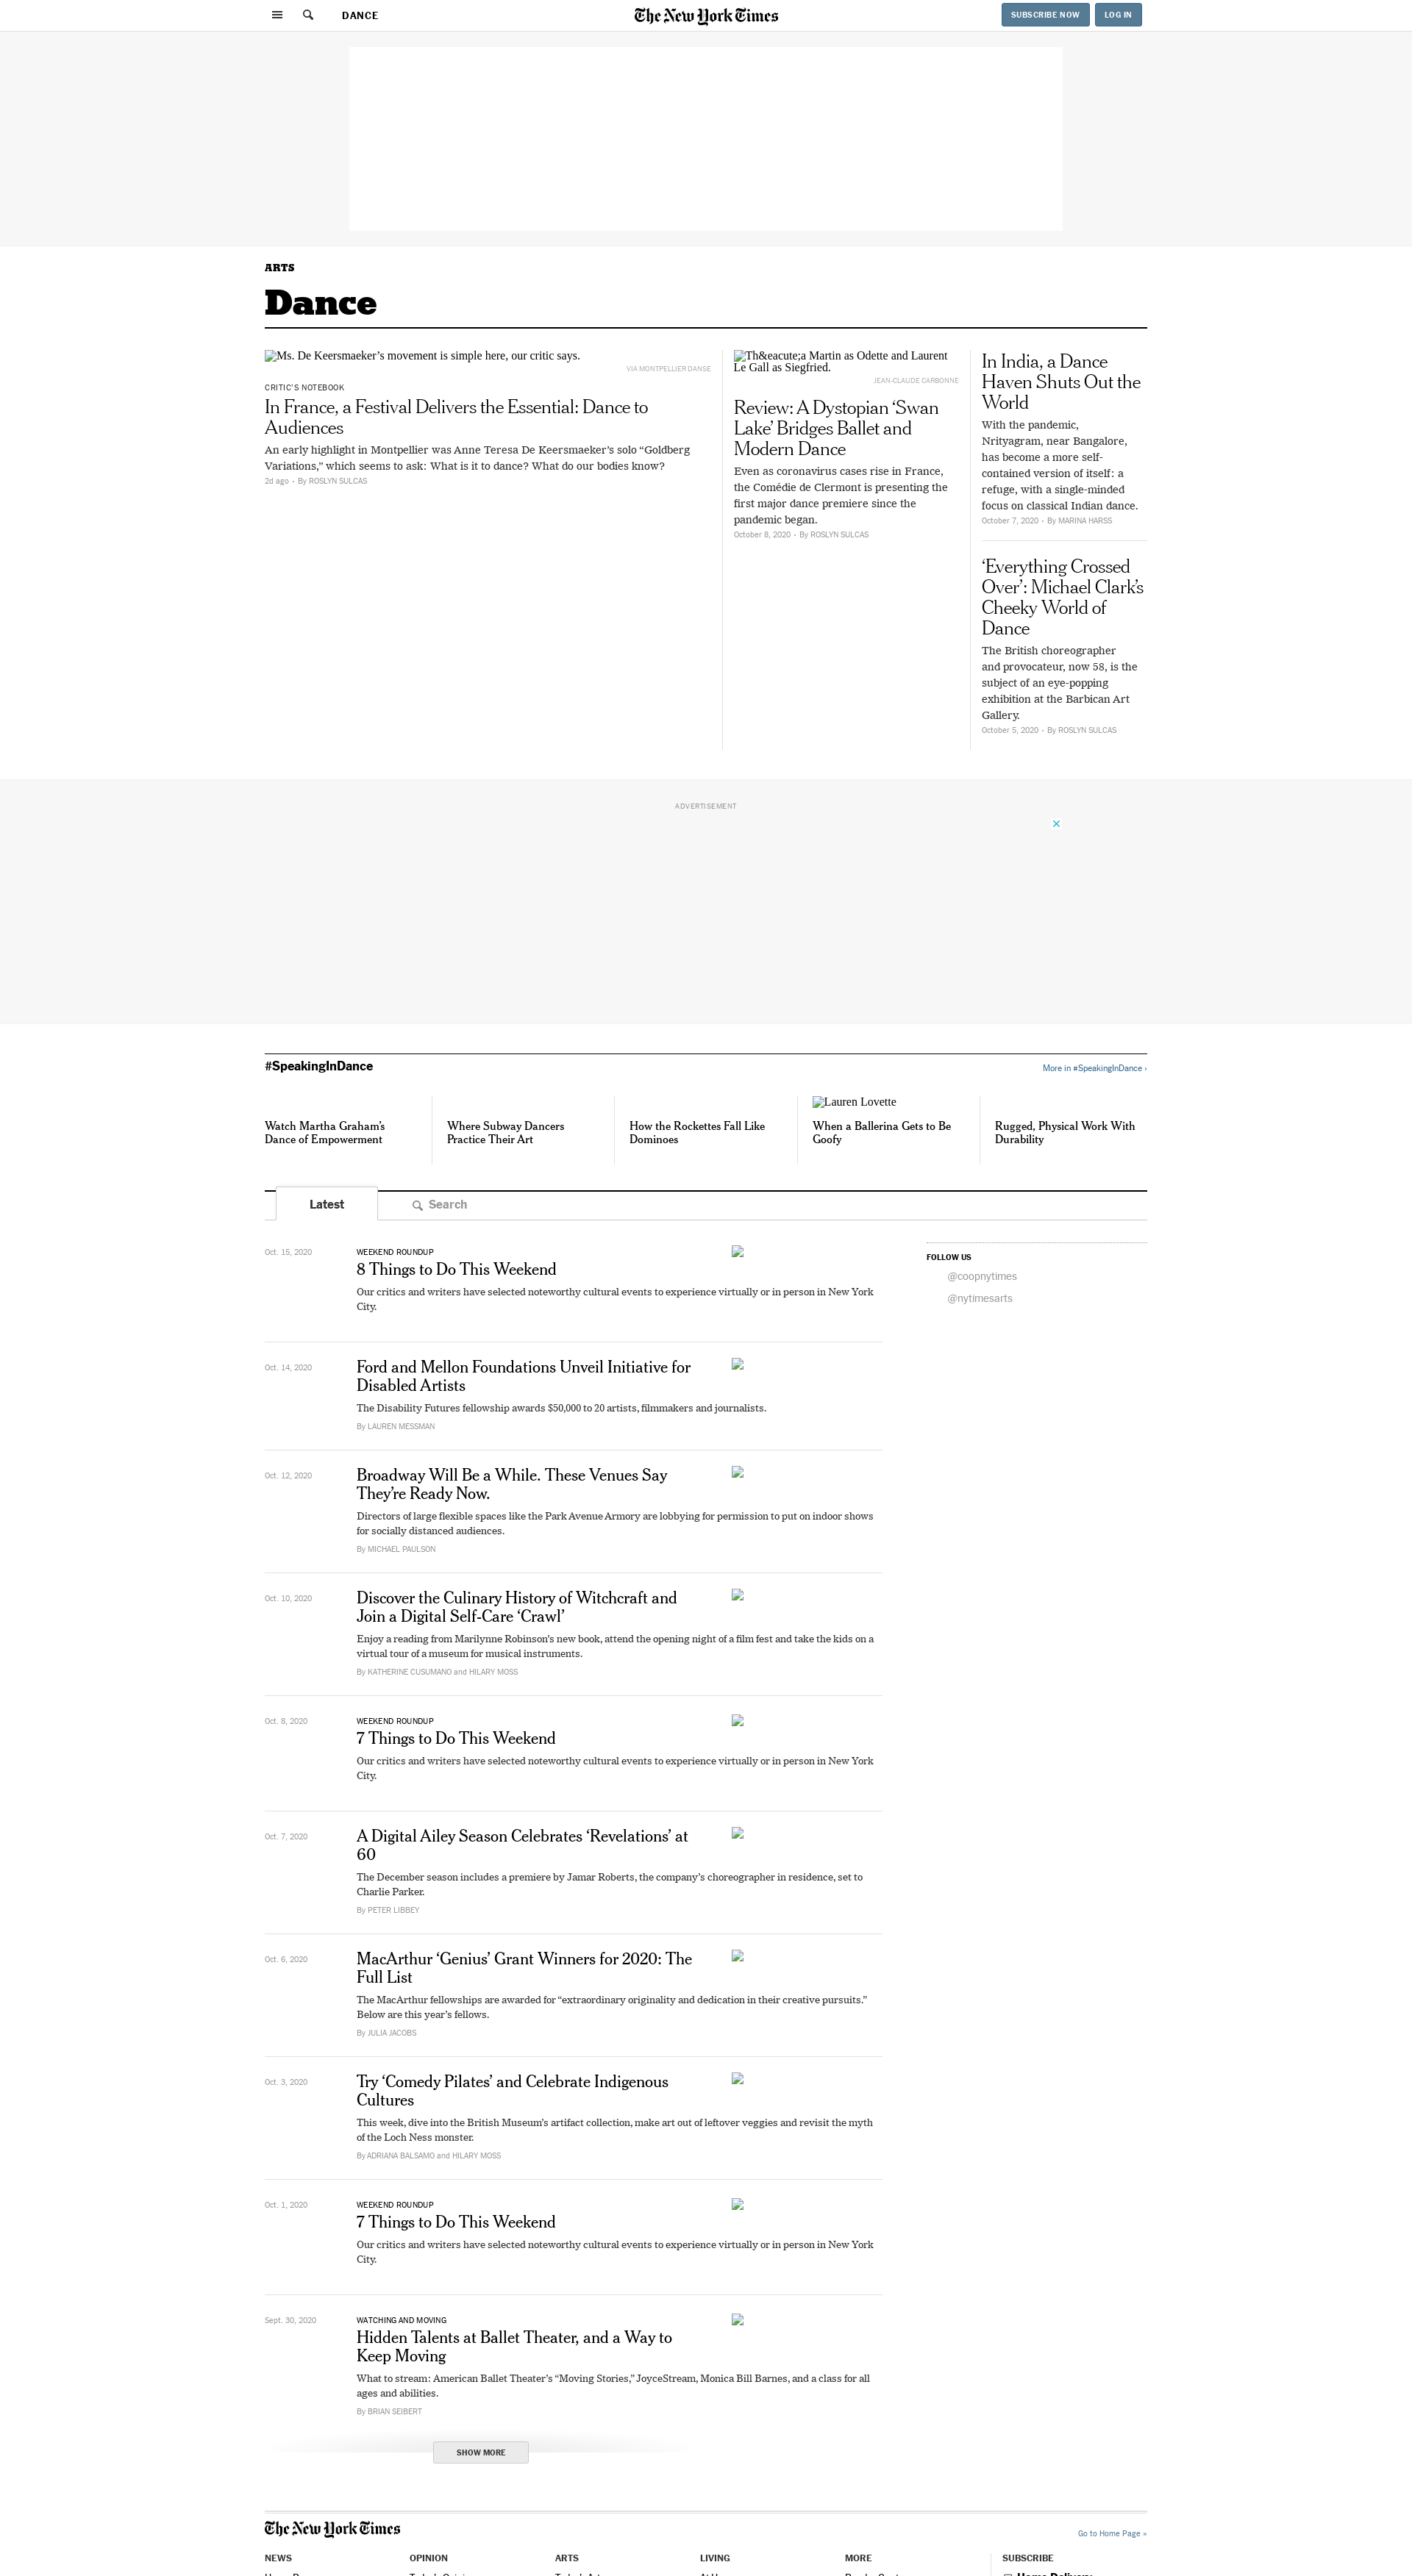 DANCE
The New York Times
SUBSCRIBE NOW
LOG IN
ARTS
Dance
Ms. De Keersmaeker’s movement is simple here, our critic says.
VIA MONTPELLIER DANSE
CRITIC’S NOTEBOOK
In France, a Festival Delivers the Essential: Dance to
Audiences
An early highlight in Montpellier was Anne Teresa De Keersmaeker’s solo “Goldberg
Variations,” which seems to ask: What is it to dance? What do our bodies know?
2d ago • By ROSLYN SULCAS
Th&eacute;a Martin as Odette and Laurent
Le Gall as Siegfried.
JEAN-CLAUDE CARBONNE
Review: A Dystopian ‘Swan
Lake’ Bridges Ballet and
Modern Dance
Even as coronavirus cases rise in France,
the Comédie de Clermont is presenting the
first major dance premiere since the
pandemic began.
October 8, 2020 • By ROSLYN SULCAS
In India, a Dance
Haven Shuts Out the
World
With the pandemic,
Nrityagram, near Bangalore,
has become a more self-
contained version of itself: a
refuge, with a single-minded
focus on classical Indian dance.
October 7, 2020 • By MARINA HARSS
‘Everything Crossed
Over’: Michael Clark’s
Cheeky World of
Dance
The British choreographer
and provocateur, now 58, is the
subject of an eye-popping
exhibition at the Barbican Art
Gallery.
October 5, 2020 • By ROSLYN SULCAS
ADVERTISEMENT
#SpeakingInDance
More in #SpeakingInDance ›
Watch Martha Graham’s
Dance of Empowerment
Where Subway Dancers
Practice Their Art
How the Rockettes Fall Like
Dominoes
Lauren Lovette
When a Ballerina Gets to Be
Goofy
Rugged, Physical Work With
Durability
Latest
Search
Oct. 15, 2020
WEEKEND ROUNDUP
8 Things to Do This Weekend
Our critics and writers have selected noteworthy cultural events to experience virtually or in person in New York
City.
FOLLOW US
@coopnytimes
@nytimesarts
Oct. 14, 2020
Ford and Mellon Foundations Unveil Initiative for
Disabled Artists
The Disability Futures fellowship awards $50,000 to 20 artists, filmmakers and journalists.
By LAUREN MESSMAN
Oct. 12, 2020
Broadway Will Be a While. These Venues Say
They’re Ready Now.
Directors of large flexible spaces like the Park Avenue Armory are lobbying for permission to put on indoor shows
for socially distanced audiences.
By MICHAEL PAULSON
Oct. 10, 2020
Discover the Culinary History of Witchcraft and
Join a Digital Self-Care ‘Crawl’
Enjoy a reading from Marilynne Robinson’s new book, attend the opening night of a film fest and take the kids on a
virtual tour of a museum for musical instruments.
By KATHERINE CUSUMANO and HILARY MOSS
Oct. 8, 2020
WEEKEND ROUNDUP
7 Things to Do This Weekend
Our critics and writers have selected noteworthy cultural events to experience virtually or in person in New York
City.
Oct. 7, 2020
A Digital Ailey Season Celebrates ‘Revelations’ at
60
The December season includes a premiere by Jamar Roberts, the company’s choreographer in residence, set to
Charlie Parker.
By PETER LIBBEY
Oct. 6, 2020
MacArthur ‘Genius’ Grant Winners for 2020: The
Full List
The MacArthur fellowships are awarded for “extraordinary originality and dedication in their creative pursuits.”
Below are this year’s fellows.
By JULIA JACOBS
Oct. 3, 2020
Try ‘Comedy Pilates’ and Celebrate Indigenous
Cultures
This week, dive into the British Museum’s artifact collection, make art out of leftover veggies and revisit the myth
of the Loch Ness monster.
By ADRIANA BALSAMO and HILARY MOSS
Oct. 1, 2020
WEEKEND ROUNDUP
7 Things to Do This Weekend
Our critics and writers have selected noteworthy cultural events to experience virtually or in person in New York
City.
Sept. 30, 2020
WATCHING AND MOVING
Hidden Talents at Ballet Theater, and a Way to
Keep Moving
What to stream: American Ballet Theater’s “Moving Stories,” JoyceStream, Monica Bill Barnes, and a class for all
ages and abilities.
By BRIAN SEIBERT
SHOW MORE
The New York Times
Go to Home Page »
NEWS
OPINION
ARTS
LIVING
MORE
SUBSCRIBE